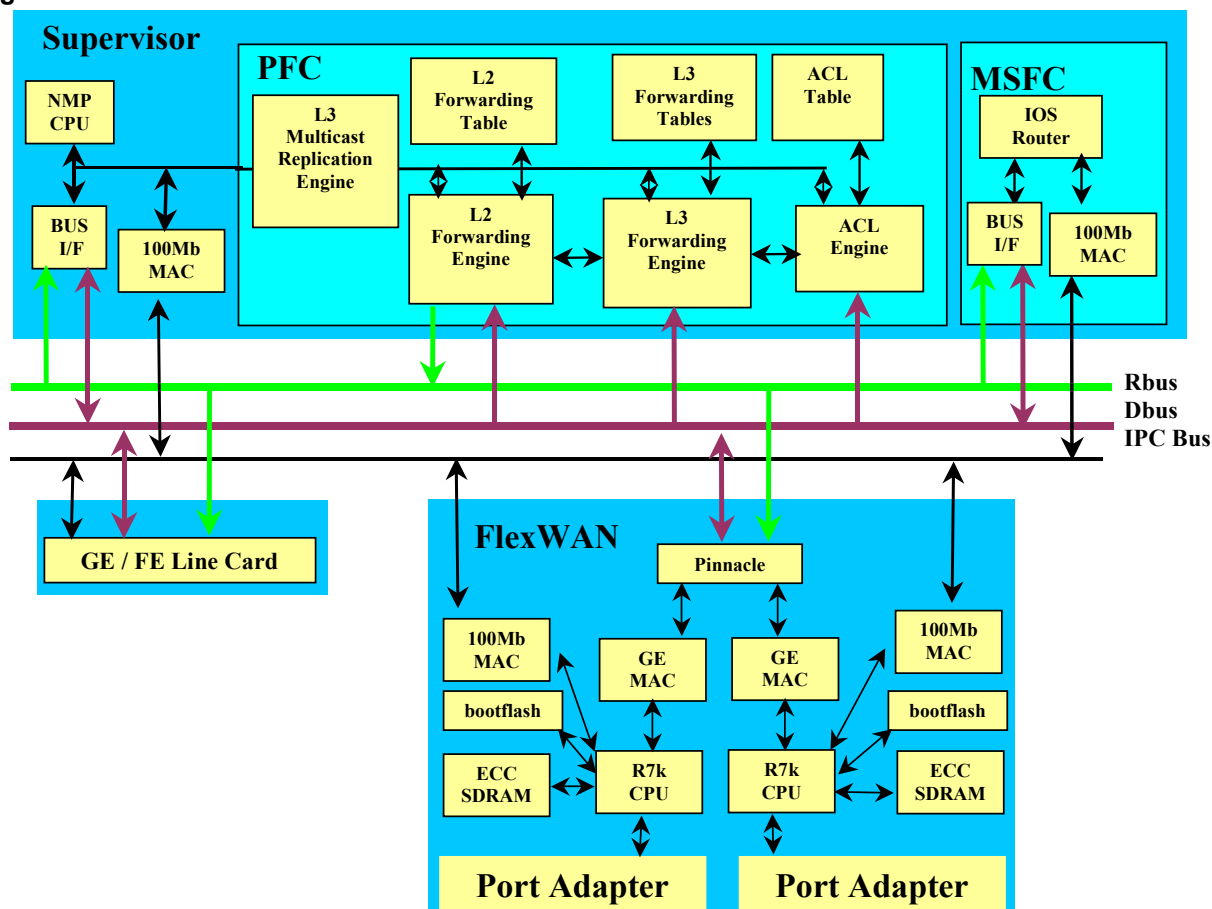 Supervisor
PFC
MSFC
NMP
CPU
L3
Multicast
Replication
Engine
L2
Forwarding
Table
L3
Forwarding
Tables
ACL
Table
IOS
Router
BUS
I/F
100Mb
MAC
L2
Forwarding
Engine
L3
Forwarding
Engine
ACL
Engine
BUS
I/F
100Mb
MAC
Rbus
Dbus
IPC Bus
GE / FE Line Card
FlexWAN
Pinnacle
100Mb
MAC
GE
MAC
GE
MAC
100Mb
MAC
bootflash
bootflash
ECC
SDRAM
R7k
CPU
R7k
CPU
ECC
SDRAM
Port Adapter
Port Adapter